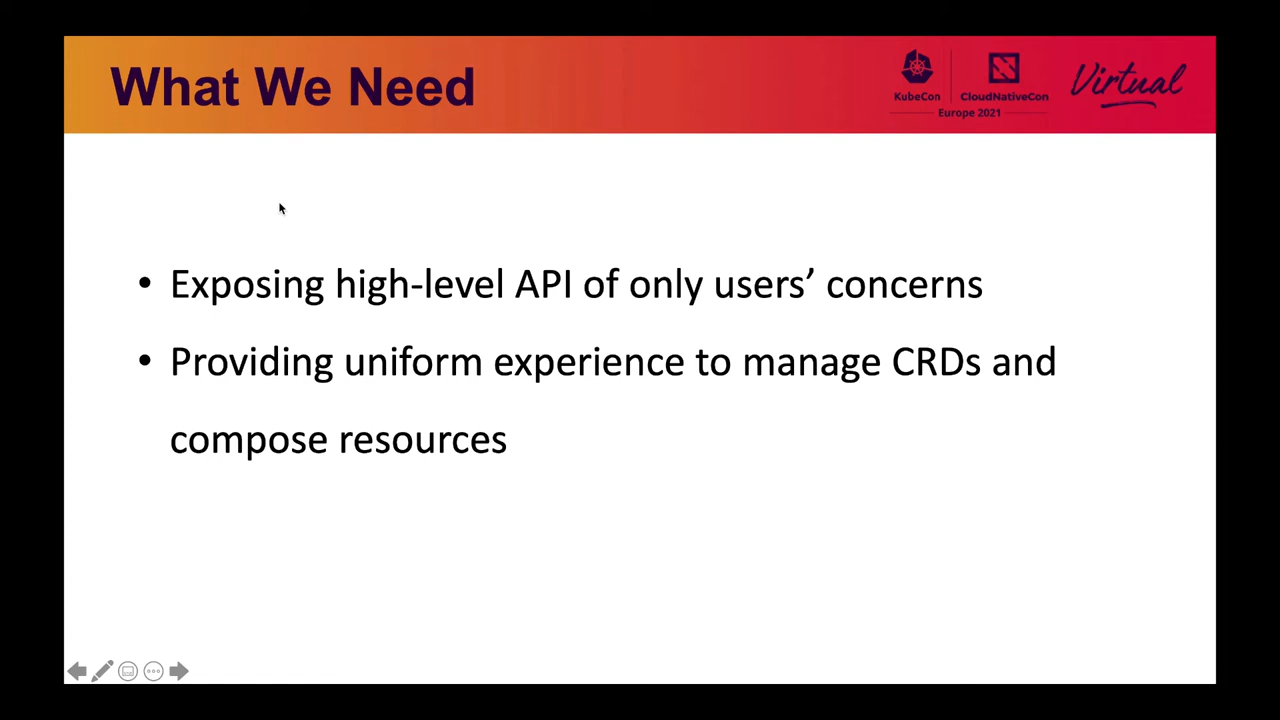 What We Need
KubeCon
CloudNativeCon
Europe 2021
Virtual
• Exposing high-level API of only users’ concerns
• Providing uniform experience to manage CRDs and
compose resources